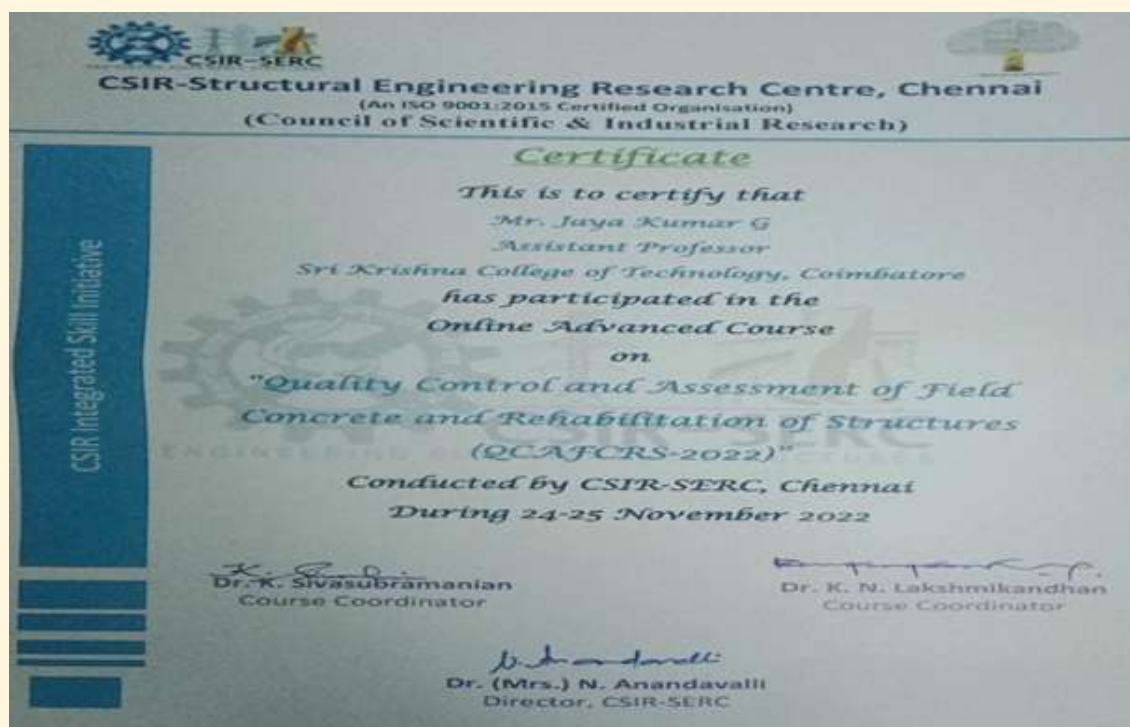 CSIR-SERC
CSIR-Structural Engineering Research Centre, Chennai
(An ISO 9001:2015 Certified Organisation)
(Council of Scientific & Industrial Research)
Certificate
This is to certify that
Mr. Jaya Kumar G
Assistant Professor
Sri Krishna College of Technology, Coimbatore
has participated in the
Online Advanced Course
on
"Quality Control and Assessment of Field
Concrete and Rehabilitation of Structures
(QCAFCRS-2022)"
Conducted by CSIR-SERC, Chennai
During 24-25 November 2022
CSIR Integrated Skill Initiative
CSIR-SERC
Dr. K. Sivasubramanian
Course Coordinator
Dr. K. N. Lakshmikandhan
Course Coordinator
Dr. (Mrs.) N. Anandavalli
Director, CSIR-SERC